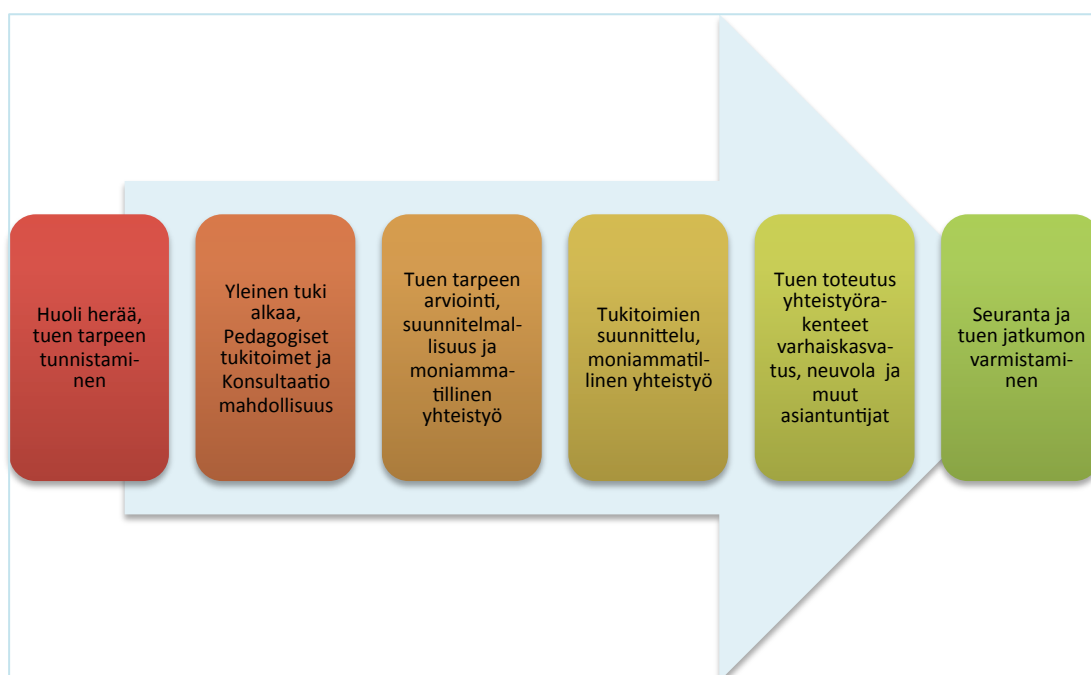 Huoli herää,
tuen tarpeen
tunnistami-
nen
Yleinen tuki
alkaa,
Pedagogiset
tukitoimet ja
Konsultaatio
mahdollisuus
Tuen tarpeen
arviointi,
suunnitelmal-
lisuus ja
moniamma-
tillinen
yhteistyö
Tukitoimien
suunnittelu,
moniammatil-
linen yhteistyö
Tuen toteutus
yhteistyöra-
kenteet
varhaiskasva-
tus, neuvola ja
muut
asiantuntijat
Seuranta ja
tuen jatkumon
varmistami-
nen